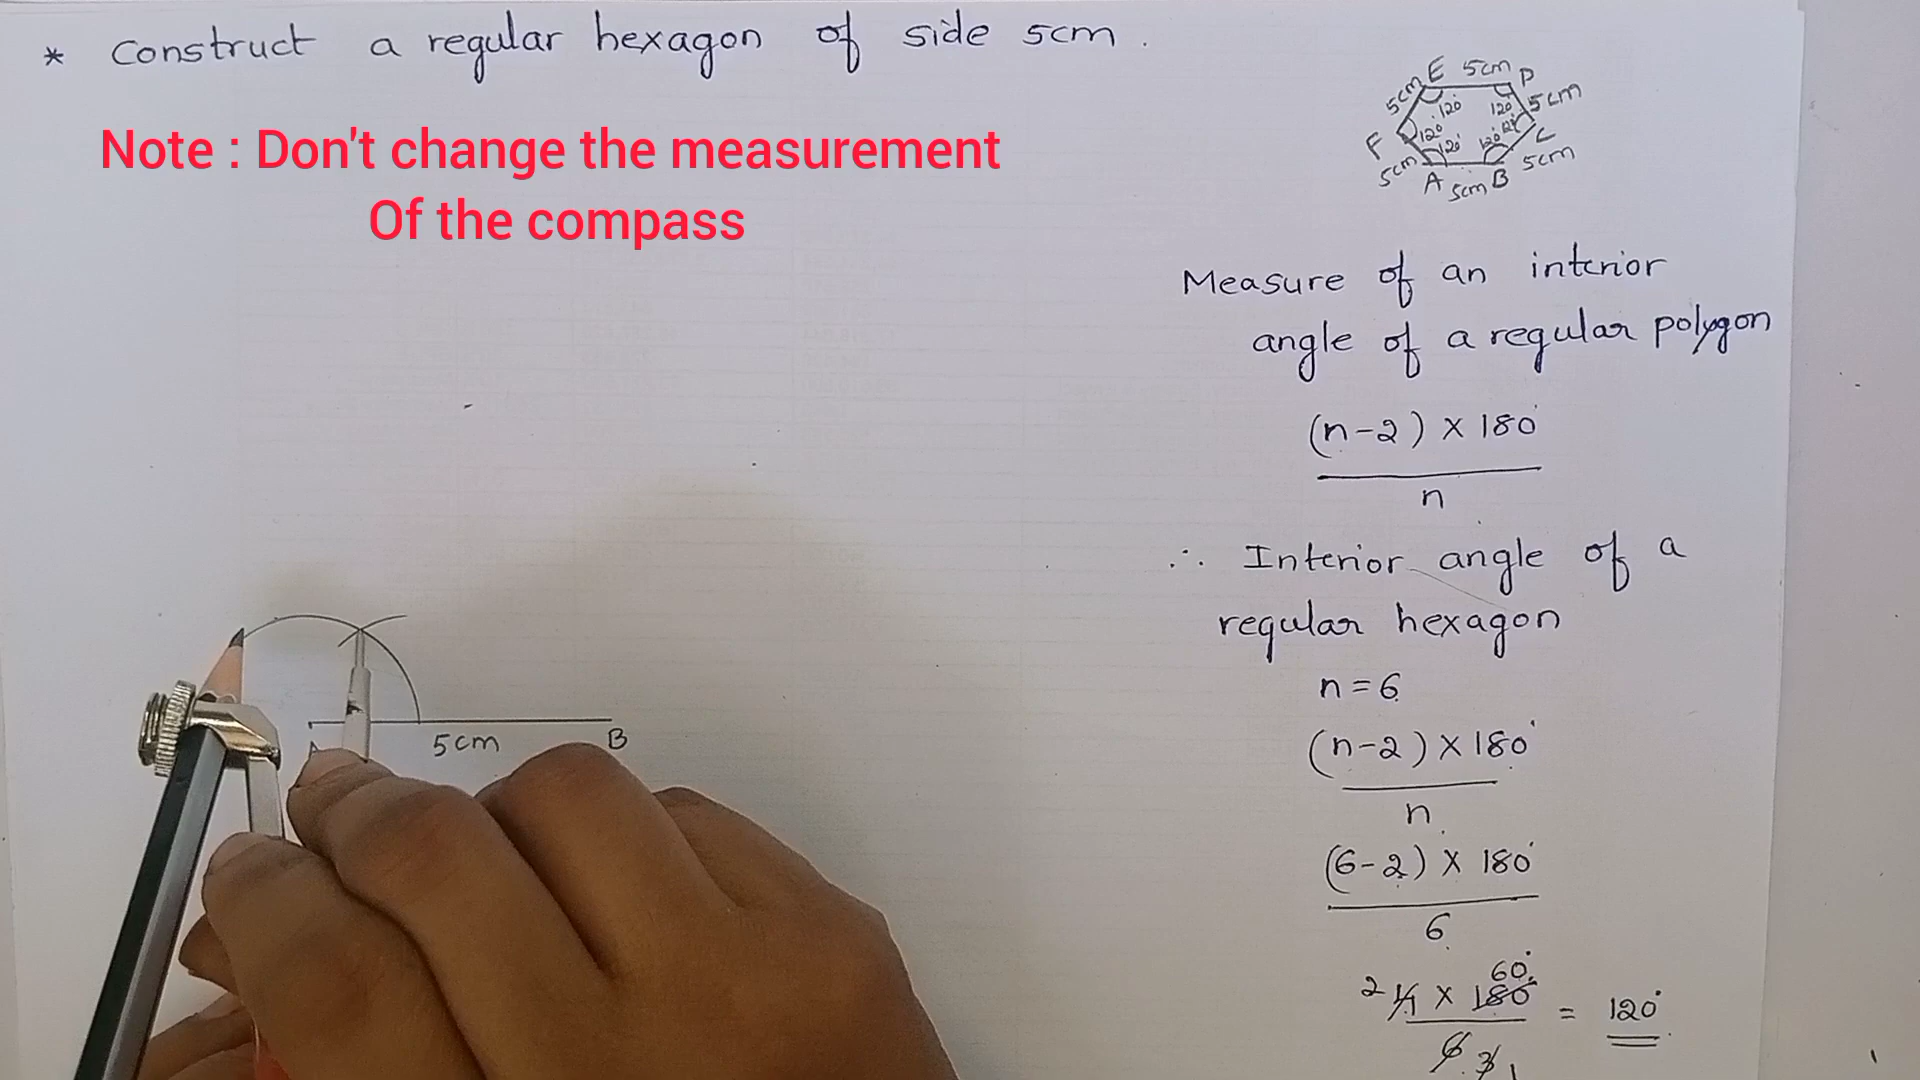 * Construct a regular hexagon of side 5cm.
Note : Don't change the measurement
Of the compass
E 5cm D
5cm 120° 120° 5cm
F 120° 120° C
120° 120°
5cm A 5cm B 5cm
Measure of an interior
angle of a regular polygon
(n-2) × 180°
n
∴ Interior angle of a
regular hexagon
n = 6
(n-2) × 180°
n
(6-2) × 180°
6
60°
2 4 × 180° = 120°
6 3 1
A 5cm B